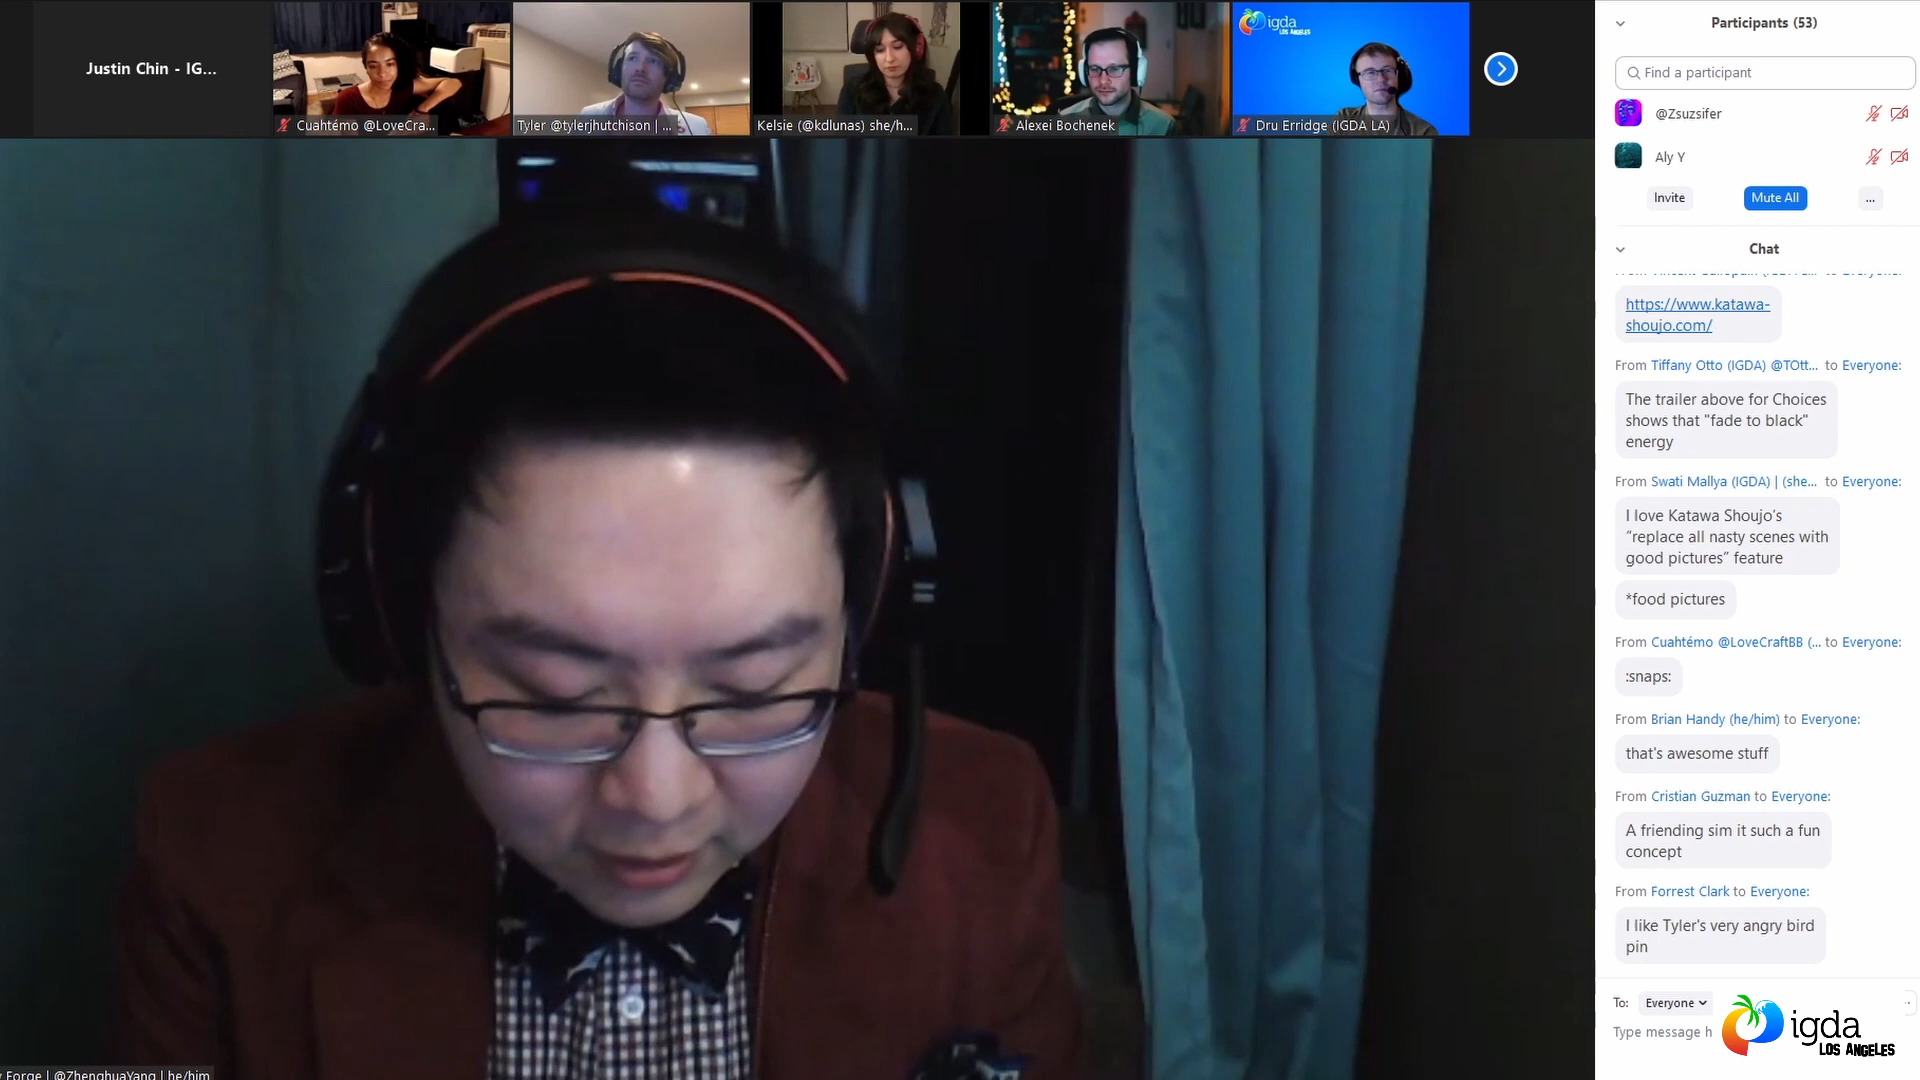 Justin Chin - IG...
Cuahtémo @LoveCra...
Tyler @tylerjhutchison | ...
Kelsie (@kdlunas) she/h...
Alexei Bochenek
igda
LOS ANGELES
Dru Erridge (IGDA LA)
Participants (53)
Find a participant
@Zsuzsifer
Aly Y
Invite
Mute All
...
Chat
https://www.katawa-
shoujo.com/
From Tiffany Otto (IGDA) @TOtt... to Everyone:
The trailer above for Choices
shows that "fade to black"
energy
From Swati Mallya (IGDA) | (she... to Everyone:
I love Katawa Shoujo’s
“replace all nasty scenes with
good pictures” feature
*food pictures
From Cuahtémo @LoveCraftBB (... to Everyone:
:snaps:
From Brian Handy (he/him) to Everyone:
that's awesome stuff
From Cristian Guzman to Everyone:
A friending sim it such a fun
concept
From Forrest Clark to Everyone:
I like Tyler's very angry bird
pin
To: Everyone
Type message h
igda
LOS ANGELES
Forge | @ZhenghuaYang | he/him